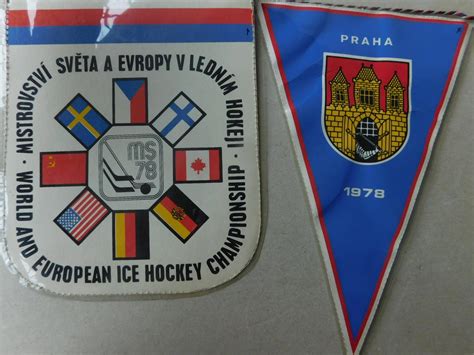 MISTROVSTVÍ SVĚTA A EVROPY V LEDNÍM HOKEJI · WORLD AND EUROPEAN ICE HOCKEY CHAMPIONSHIP ·
MS
78
PRAHA
1978